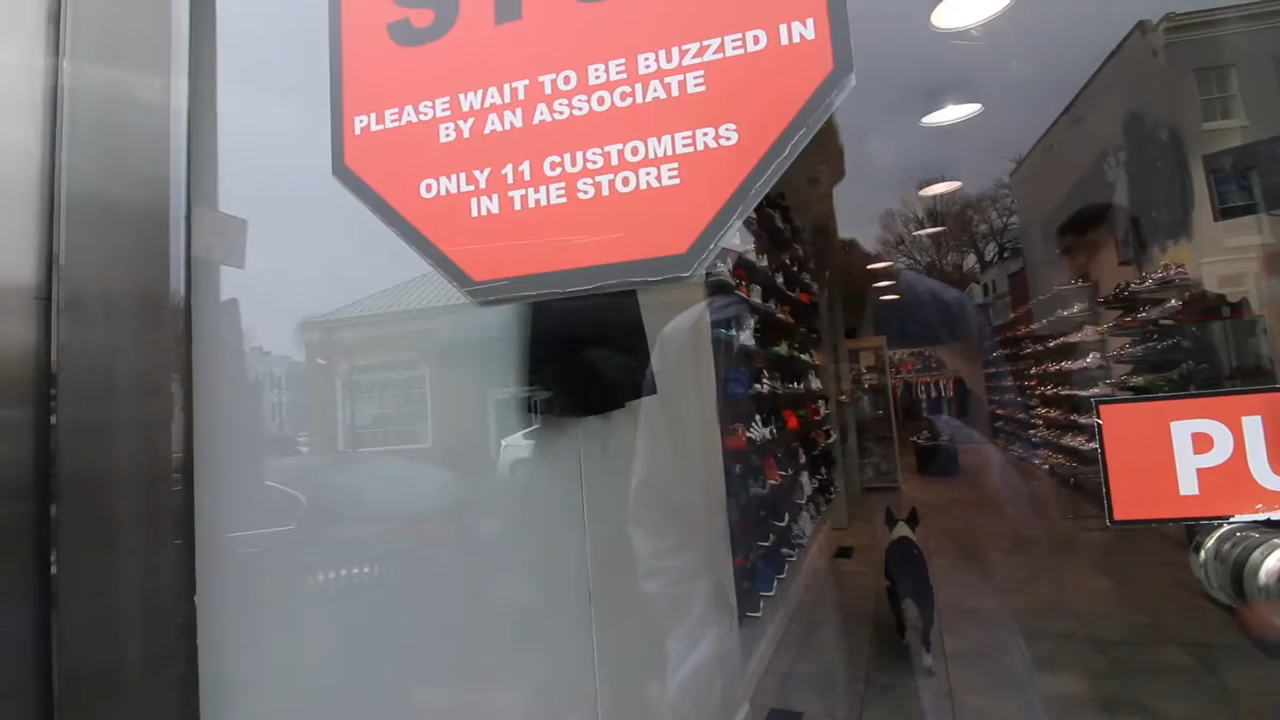 PLEASE WAIT TO BE BUZZED IN
BY AN ASSOCIATE
ONLY 11 CUSTOMERS
IN THE STORE